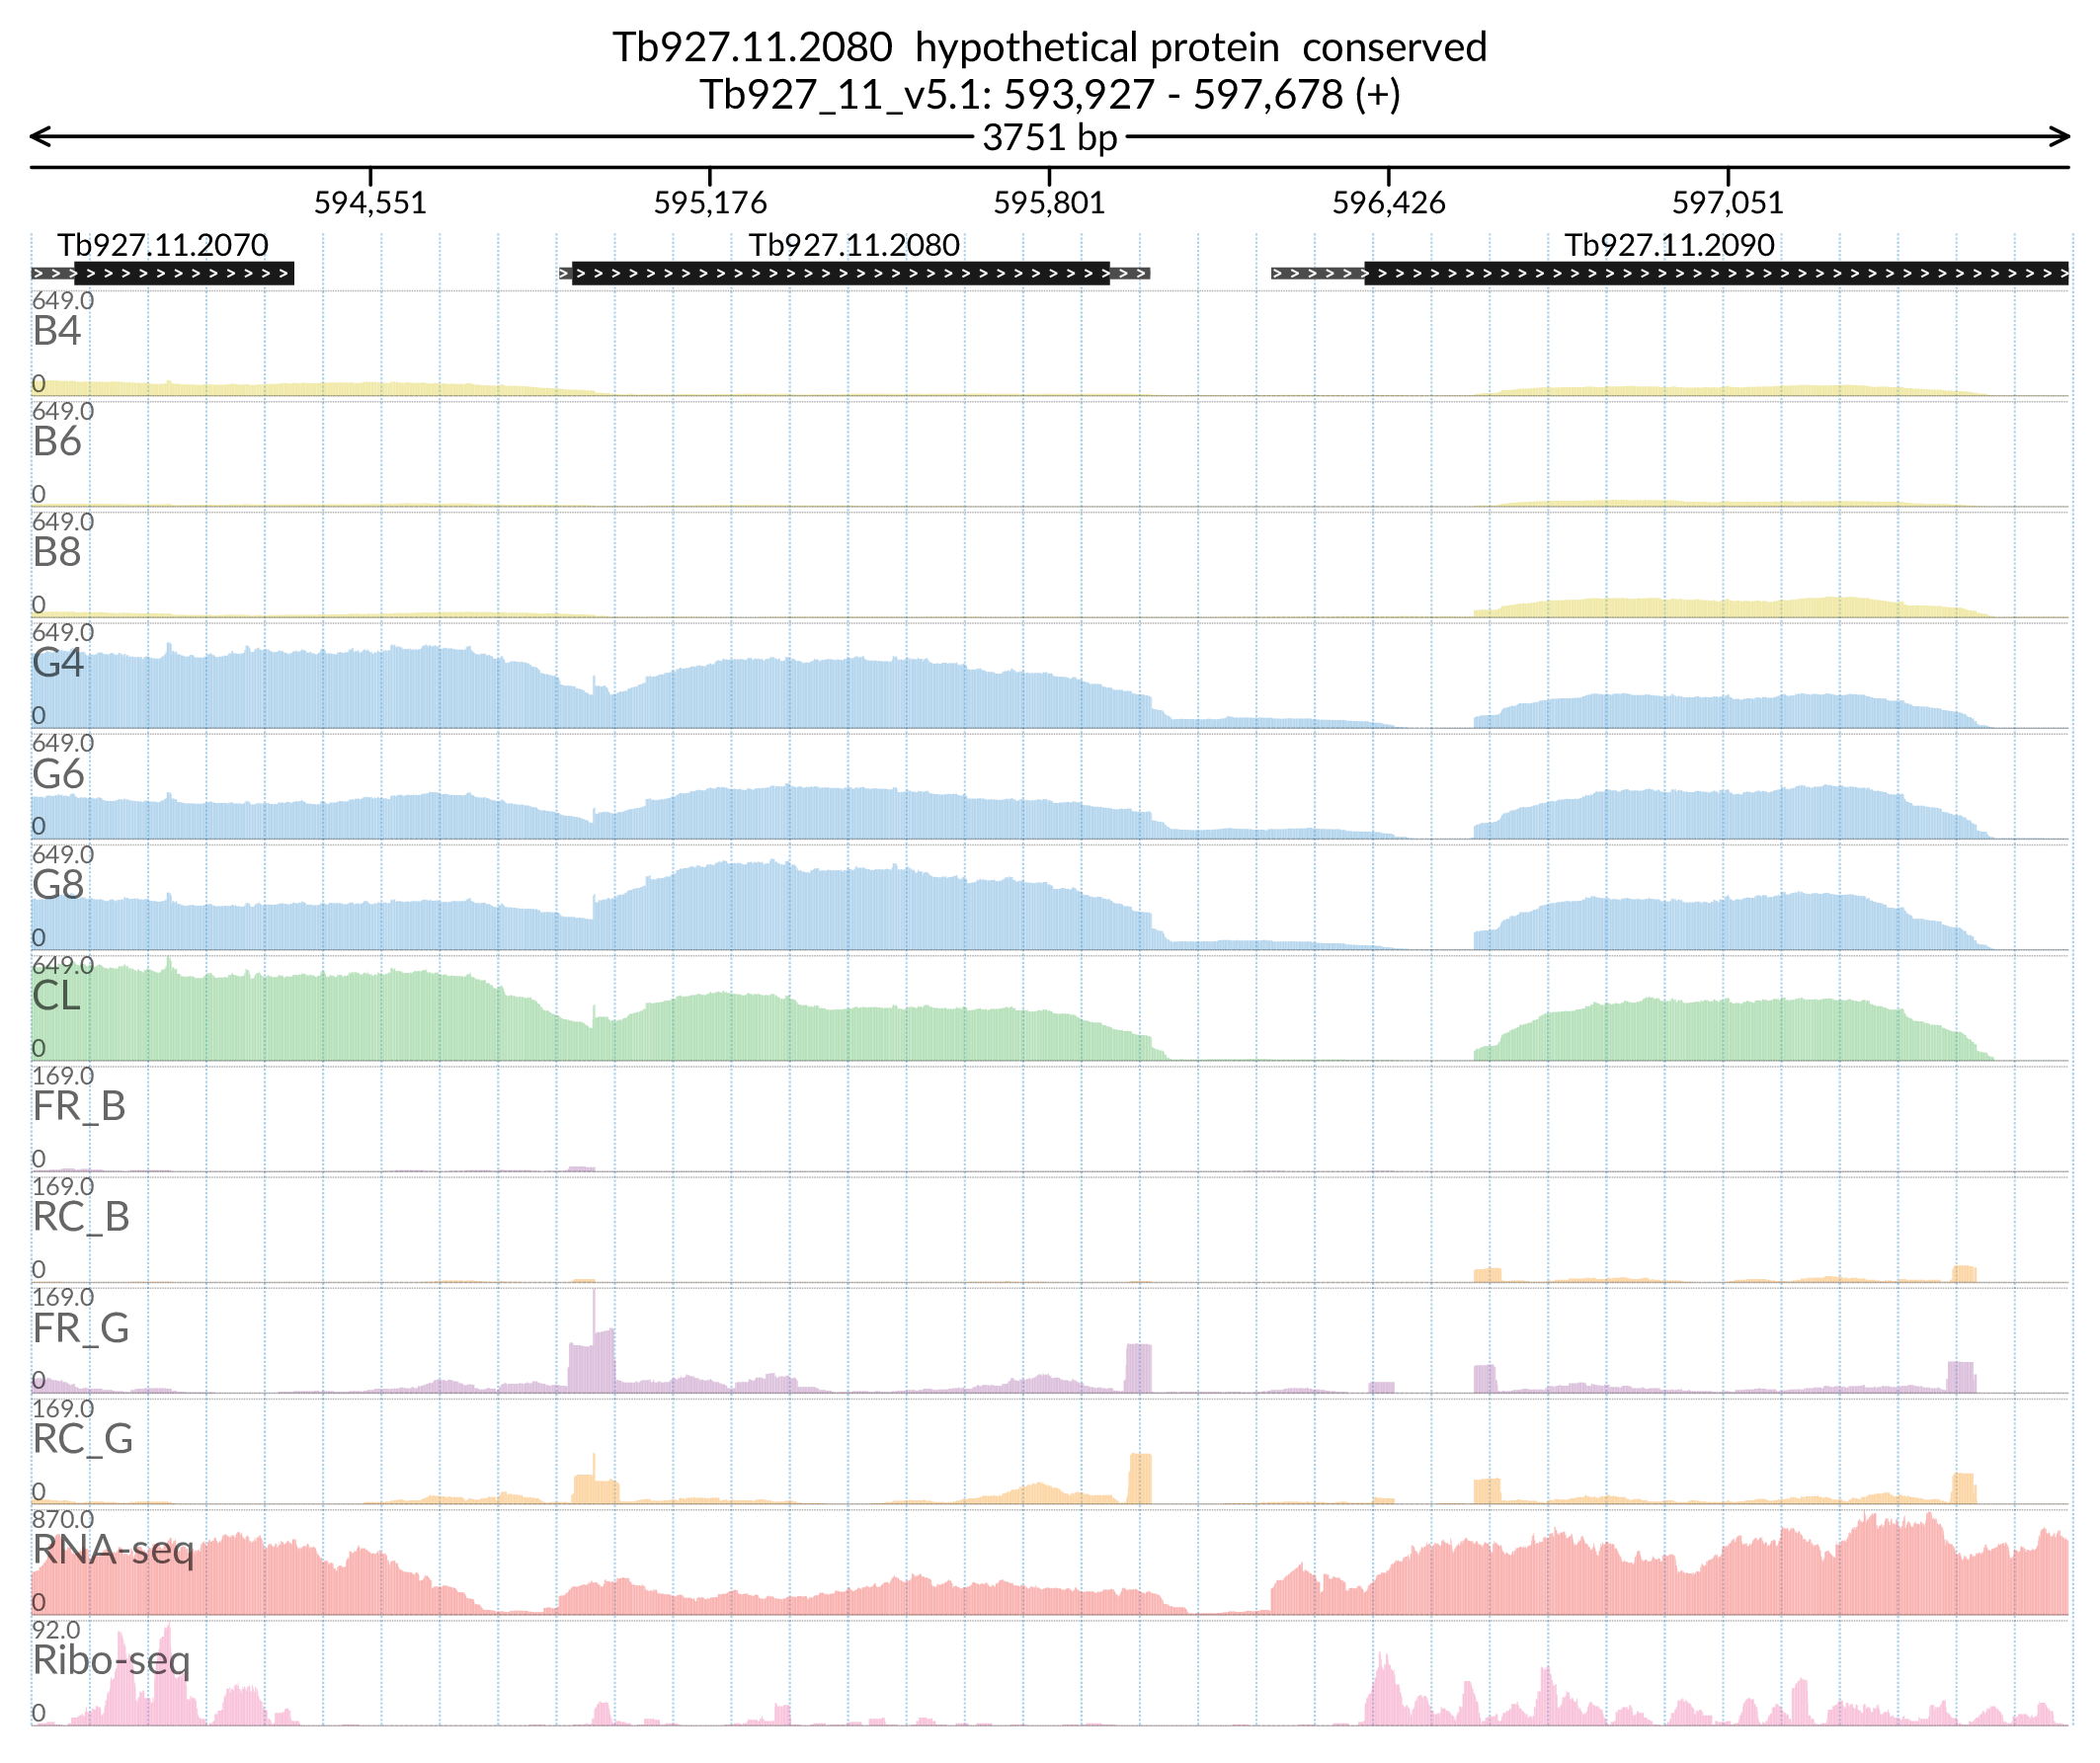 Tb927.11.2080  hypothetical protein  conserved
Tb927_11_v5.1: 593,927 - 597,678 (+)
3751 bp
594,551 595,176 595,801 596,426 597,051
Tb927.11.2070 Tb927.11.2080 Tb927.11.2090
649.0
B4
0
649.0
B6
0
649.0
B8
0
649.0
G4
0
649.0
G6
0
649.0
G8
0
649.0
CL
0
169.0
FR_B
0
169.0
RC_B
0
169.0
FR_G
0
169.0
RC_G
0
870.0
RNA-seq
0
92.0
Ribo-seq
0